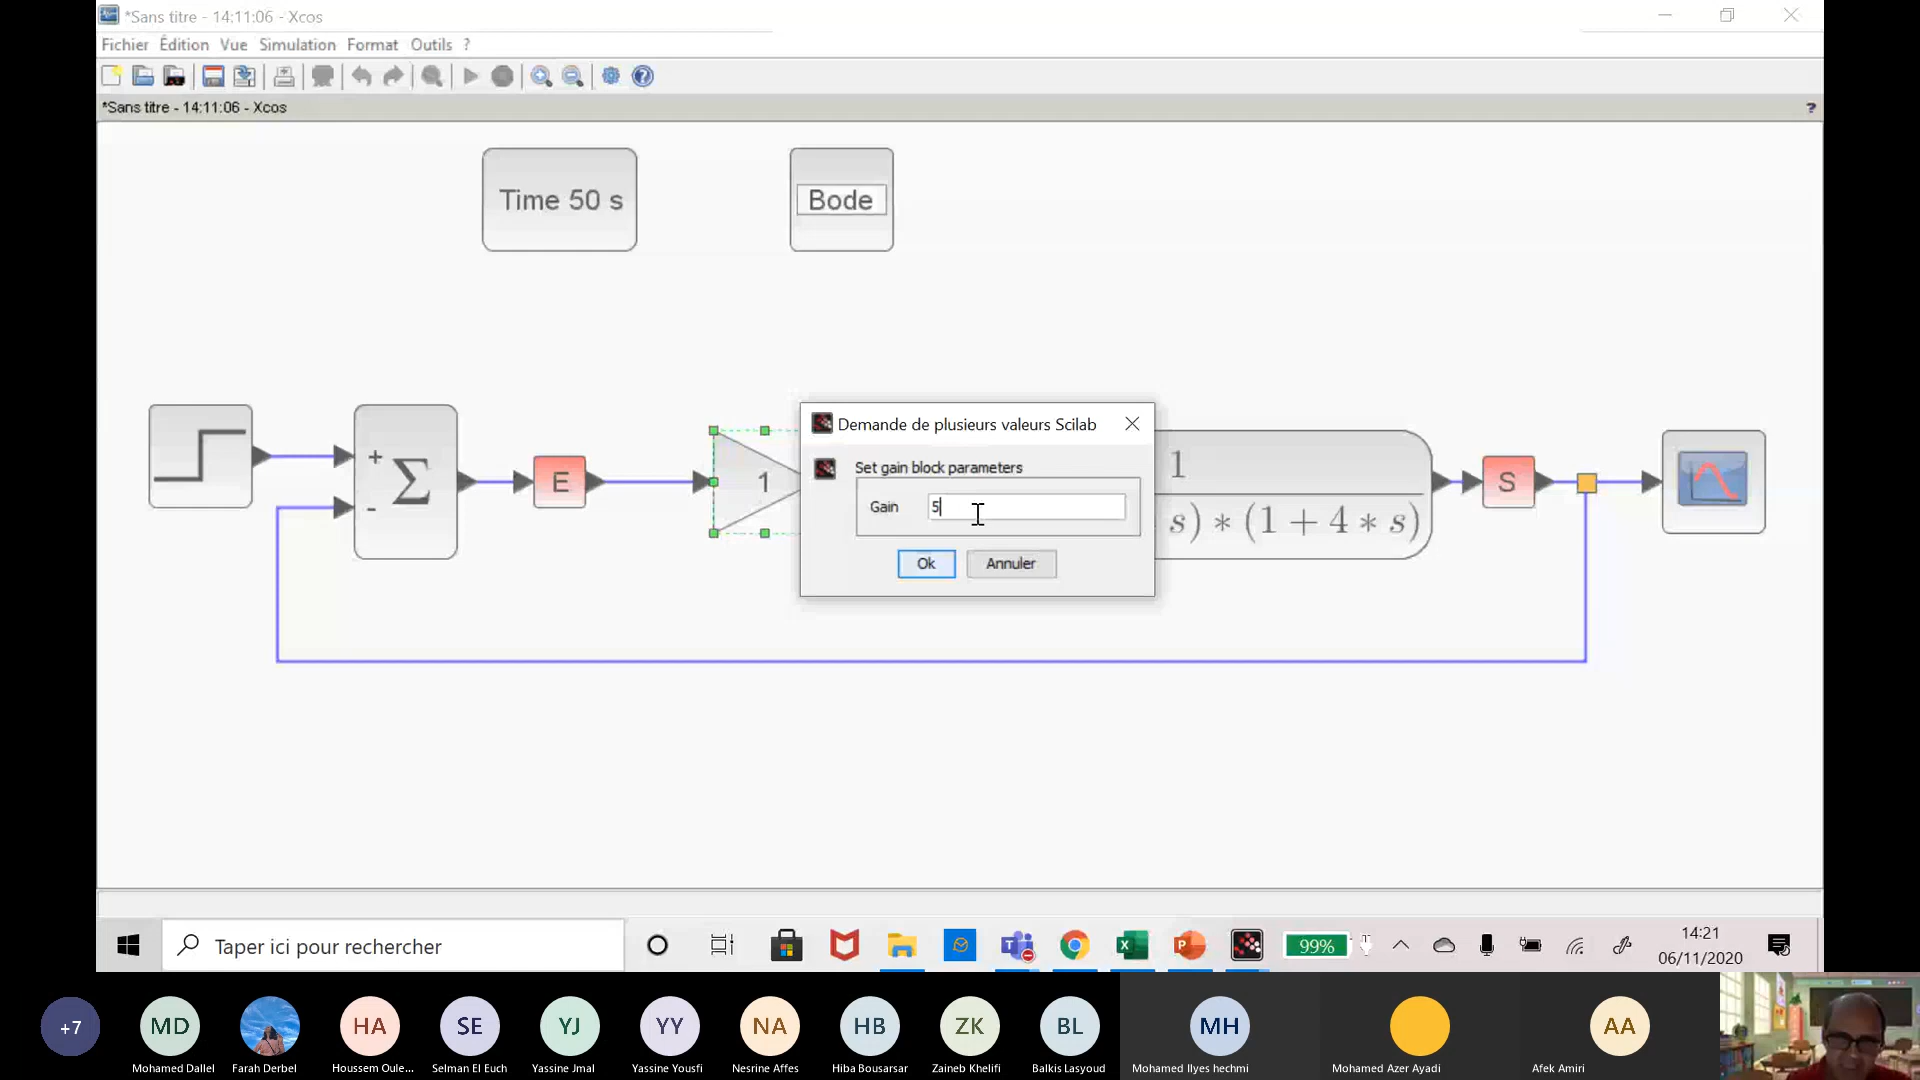 *Sans titre - 14:11:06 - Xcos
Fichier Édition Vue Simulation Format Outils ?
*Sans titre - 14:11:06 - Xcos
?
Time 50 s
Bode
+
Σ
-
E
1
Demande de plusieurs valeurs Scilab
Set gain block parameters
Gain 5
Ok Annuler
1
s) * (1 + 4 * s)
S
Taper ici pour rechercher
99%
14:21
06/11/2020
+7
MD
HA
SE
YJ
YY
NA
HB
ZK
BL
MH
AA
Mohamed Dallel
Farah Derbel
Houssem Oule...
Selman El Euch
Yassine Jmal
Yassine Yousfi
Nesrine Affes
Hiba Bousarsar
Zaineb Khelifi
Balkis Lasyoud
Mohamed Ilyes hechmi
Mohamed Azer Ayadi
Afek Amiri